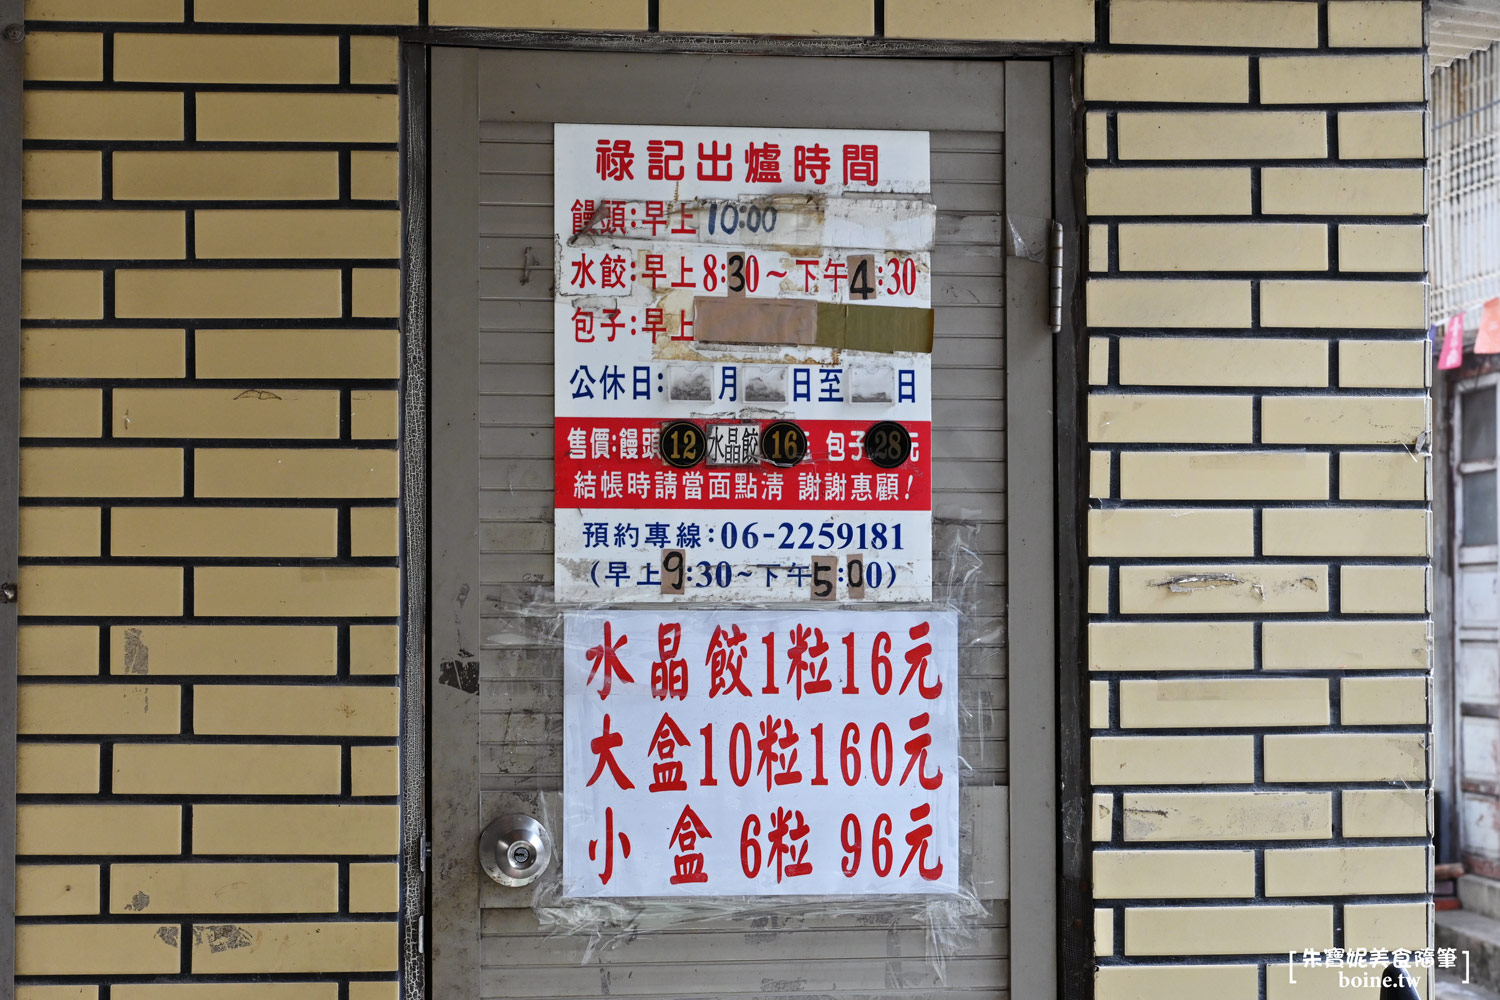 祿記出爐時間
饅頭:早上10:00
水餃:早上8:30~下午4:30
包子:早上
公休日: 月 日至 日
售價:饅頭12 水晶餃16 包子28元
結帳時請當面點清 謝謝惠顧!
預約專線:06-2259181
(早上9:30~下午5:00)
水晶餃1粒16元
大盒10粒160元
小盒6粒96元
[朱寶妮美食隨筆]
boine.tw